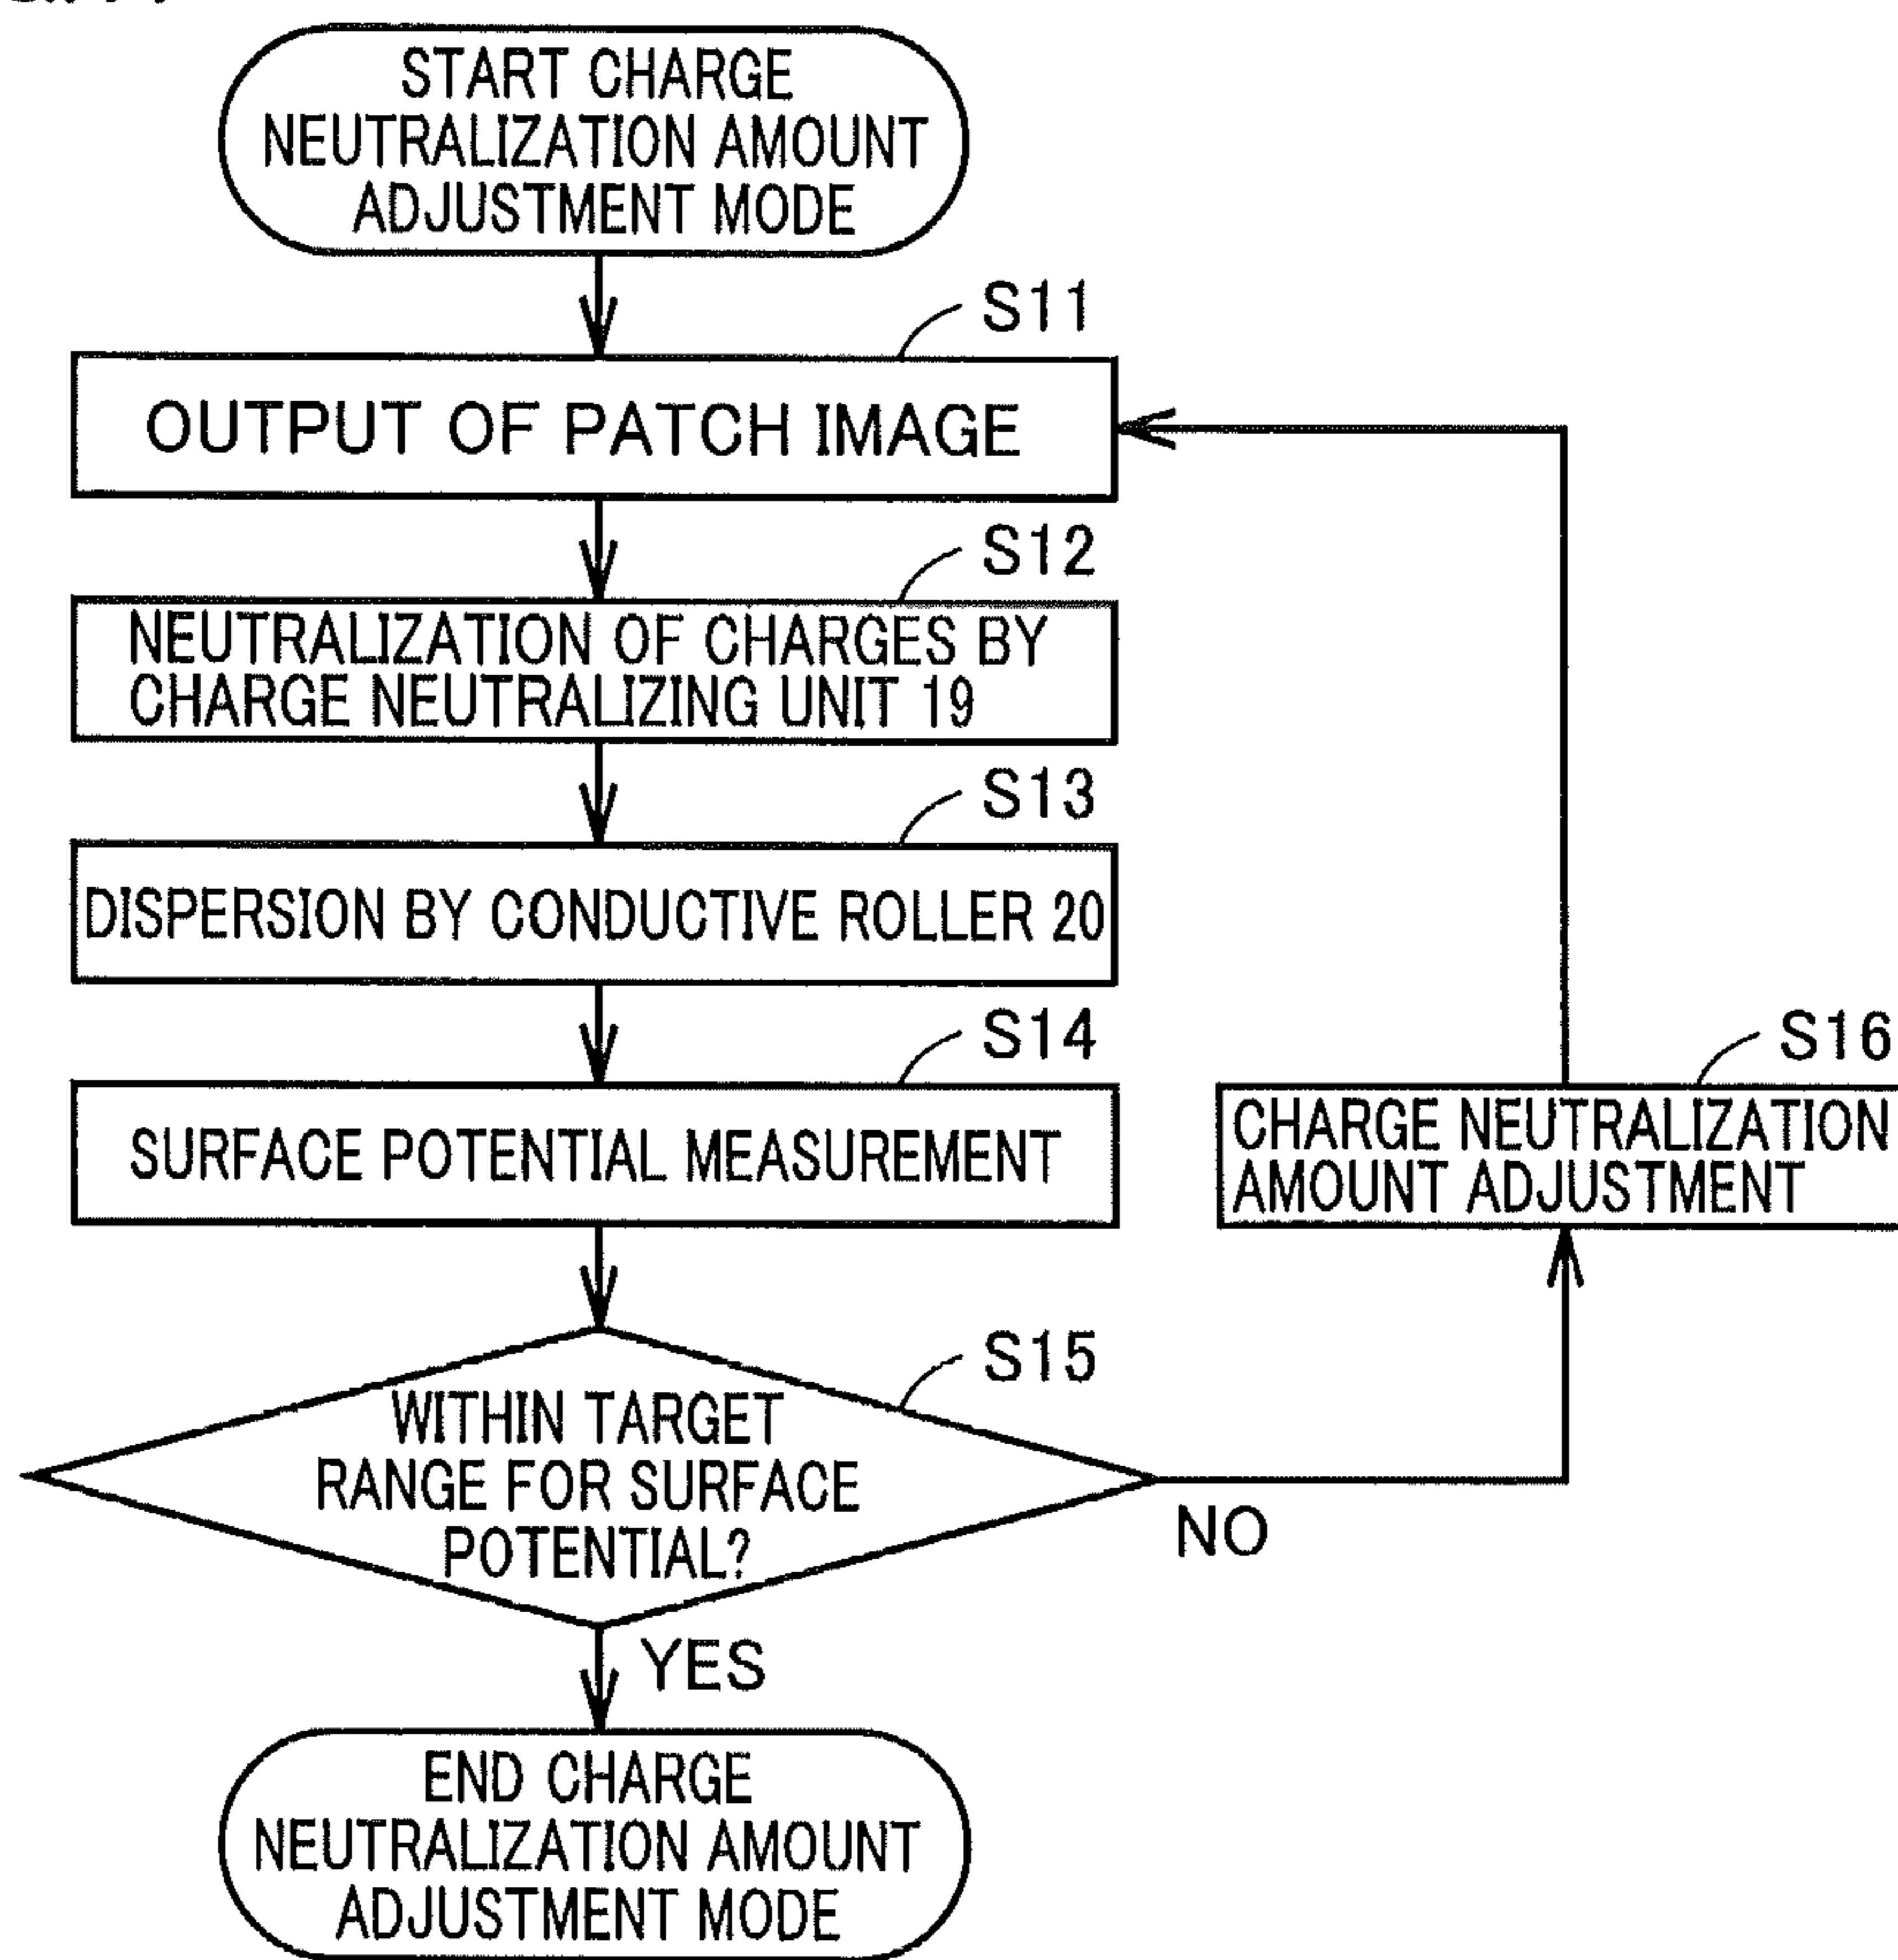 START CHARGE
NEUTRALIZATION AMOUNT
ADJUSTMENT MODE
S11
OUTPUT OF PATCH IMAGE
S12
NEUTRALIZATION OF CHARGES BY
CHARGE NEUTRALIZING UNIT 19
S13
DISPERSION BY CONDUCTIVE ROLLER 20
S14
SURFACE POTENTIAL MEASUREMENT
S16
CHARGE NEUTRALIZATION
AMOUNT ADJUSTMENT
S15
WITHIN TARGET
RANGE FOR SURFACE
POTENTIAL?
NO
YES
END CHARGE
NEUTRALIZATION AMOUNT
ADJUSTMENT MODE